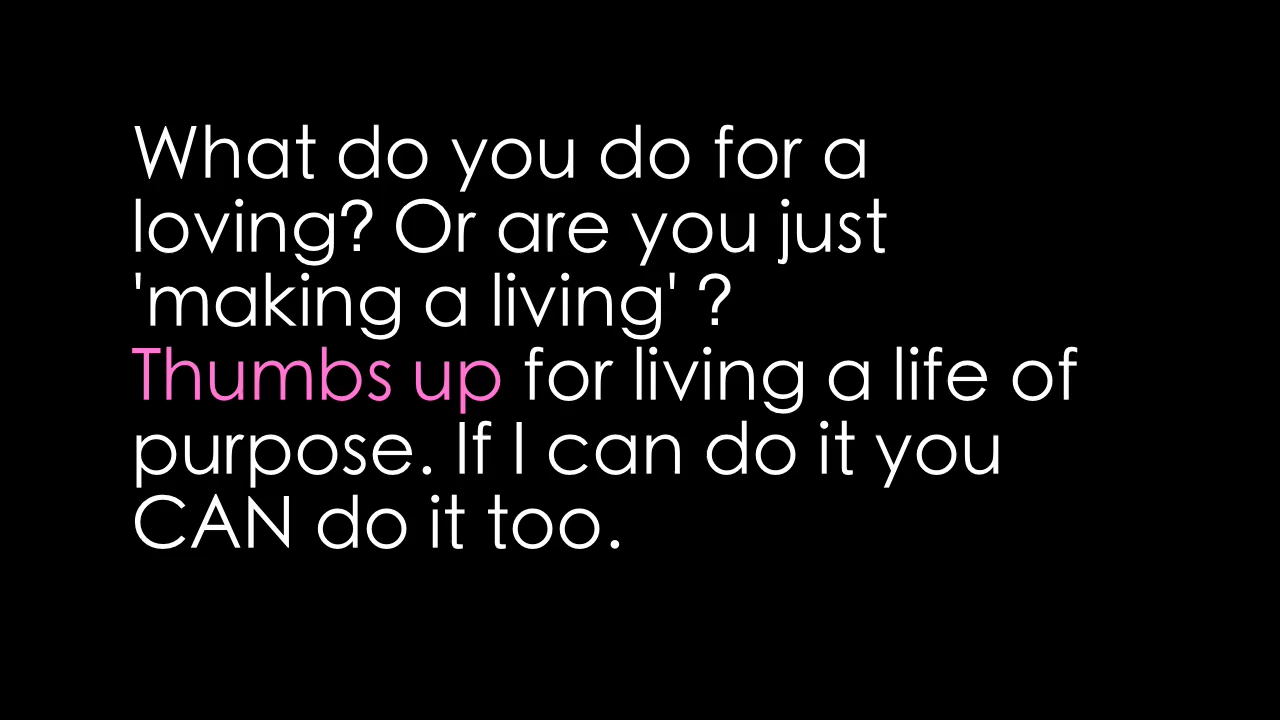 What do you do for a
loving? Or are you just
'making a living' ?
Thumbs up for living a life of
purpose. If I can do it you
CAN do it too.